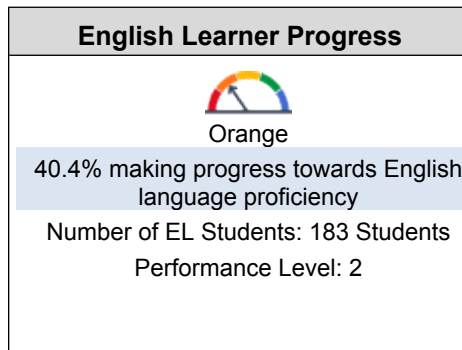 English Learner Progress
Orange
40.4% making progress towards English
language proficiency
Number of EL Students: 183 Students
Performance Level: 2